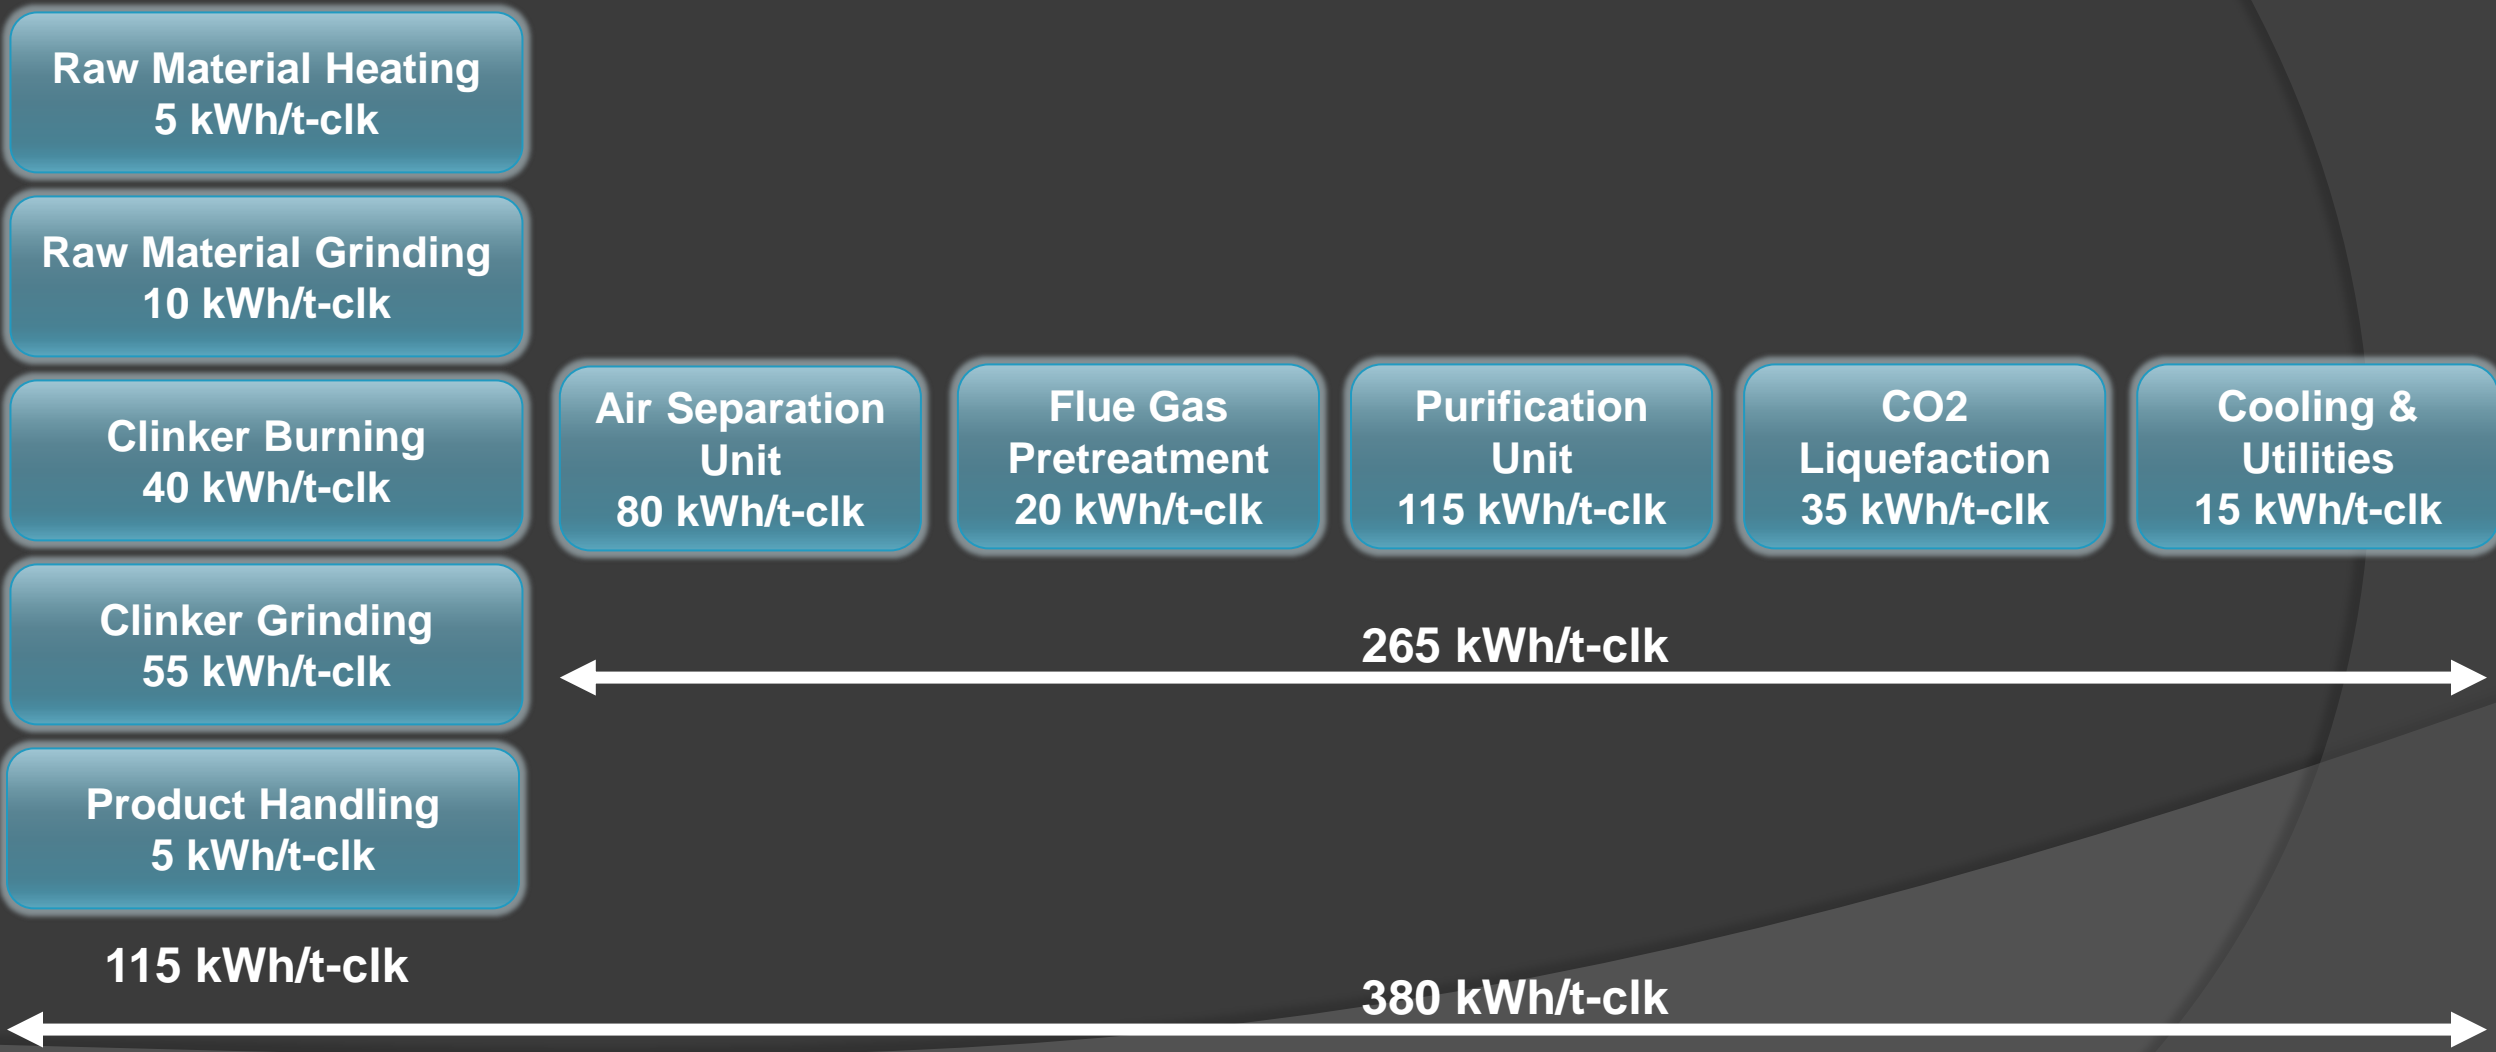 Raw Material Heating
5 kWh/t-clk
Raw Material Grinding
10 kWh/t-clk
Clinker Burning
40 kWh/t-clk
Clinker Grinding
55 kWh/t-clk
Product Handling
5 kWh/t-clk
115 kWh/t-clk
Air Separation
Unit
80 kWh/t-clk
Flue Gas
Pretreatment
20 kWh/t-clk
Purification
Unit
115 kWh/t-clk
CO2
Liquefaction
35 kWh/t-clk
Cooling &
Utilities
15 kWh/t-clk
265 kWh/t-clk
380 kWh/t-clk